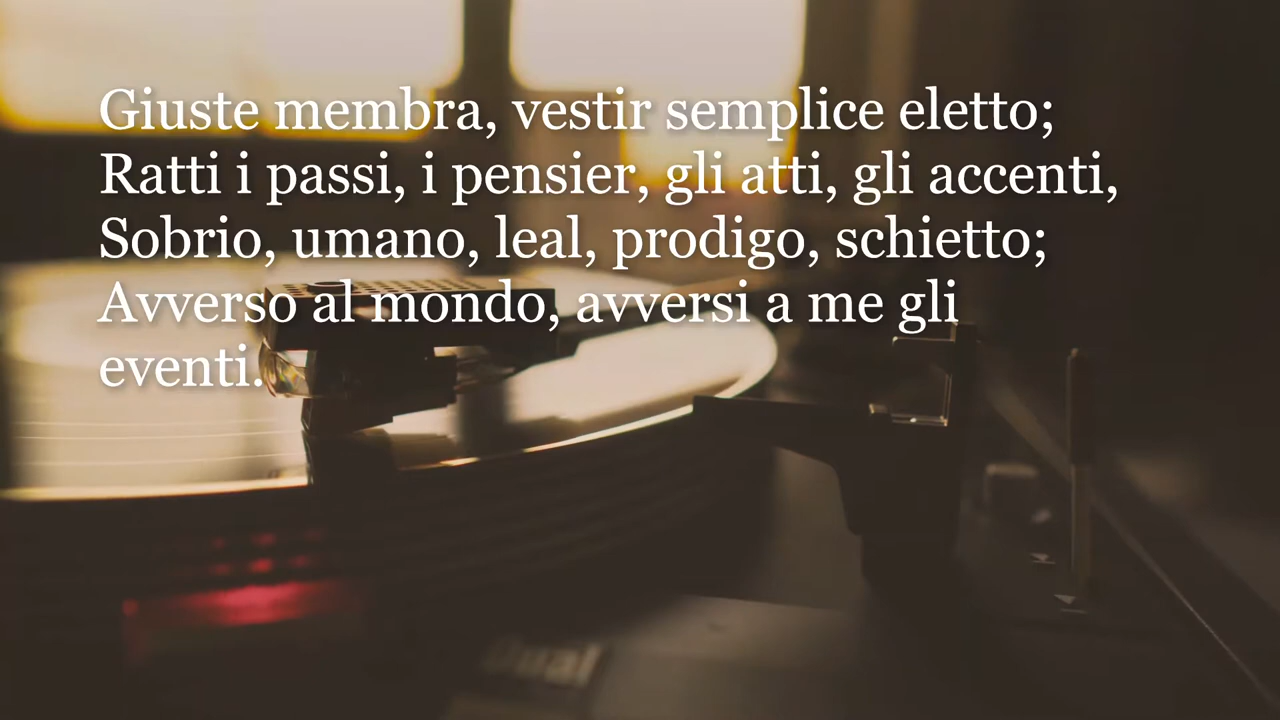 Giuste membra, vestir semplice eletto;
Ratti i passi, i pensier, gli atti, gli accenti,
Sobrio, umano, leal, prodigo, schietto;
Avverso al mondo, avversi a me gli
eventi.
Dual